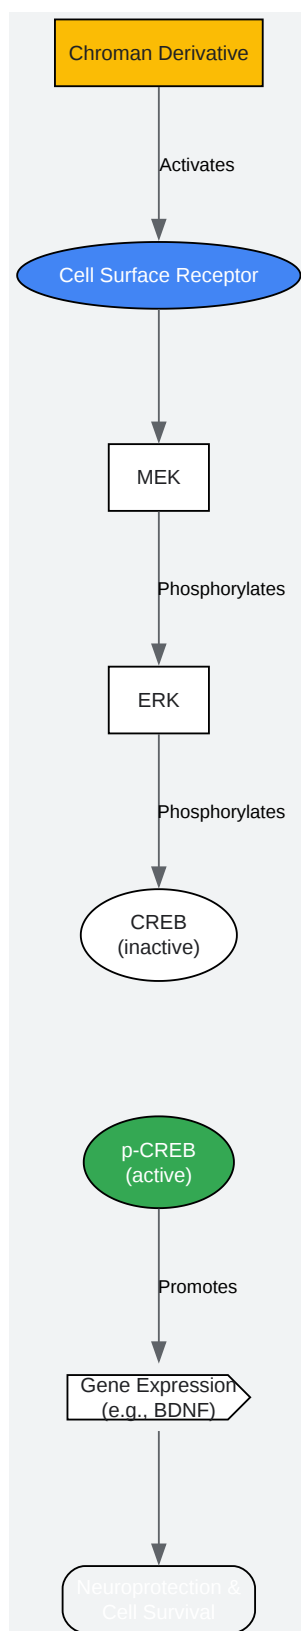 Chroman Derivative
Activates
Cell Surface Receptor
MEK
Phosphorylates
ERK
Phosphorylates
CREB
(inactive)
p-CREB
(active)
Promotes
Gene Expression
(e.g., BDNF)
Neuroprotection &
Cell Survival